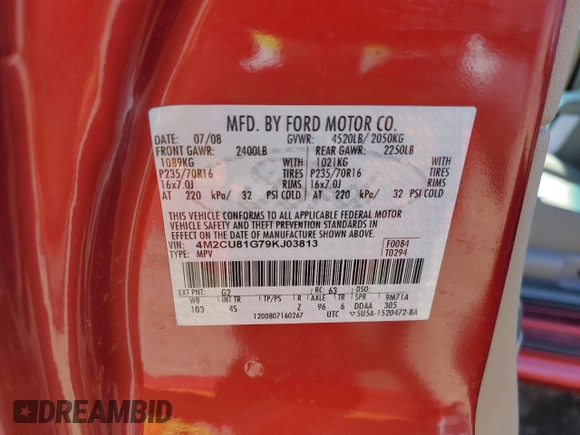 MFD. BY FORD MOTOR CO.
DATE: 07/08 GVWR: 4520LB/ 2050KG
FRONT GAWR: 2400LB REAR GAWR: 2250LB
1089KG WITH 1021KG WITH
P235/70R16 TIRES P235/70R16 TIRES
16x7.0J RIMS 16x7.0J RIMS
AT 220 kPa/ 32 PSI COLD AT 220 kPa/ 32 PSI COLD
THIS VEHICLE CONFORMS TO ALL APPLICABLE FEDERAL MOTOR
VEHICLE SAFETY AND THEFT PREVENTION STANDARDS IN
EFFECT ON THE DATE OF MANUFACTURE SHOWN ABOVE.
VIN: 4M2CU81G79KJ03813 F0084
TYPE: MPV T0294
EXT PNT: G2 RC: 63 DSO:
WB INT TR TP/PS R AXLE TR SPR 9M71A
103 4S Z 96 6 DDAA 305
1200807160267 UTC 5U5A-1520472-BA
DREAMBID